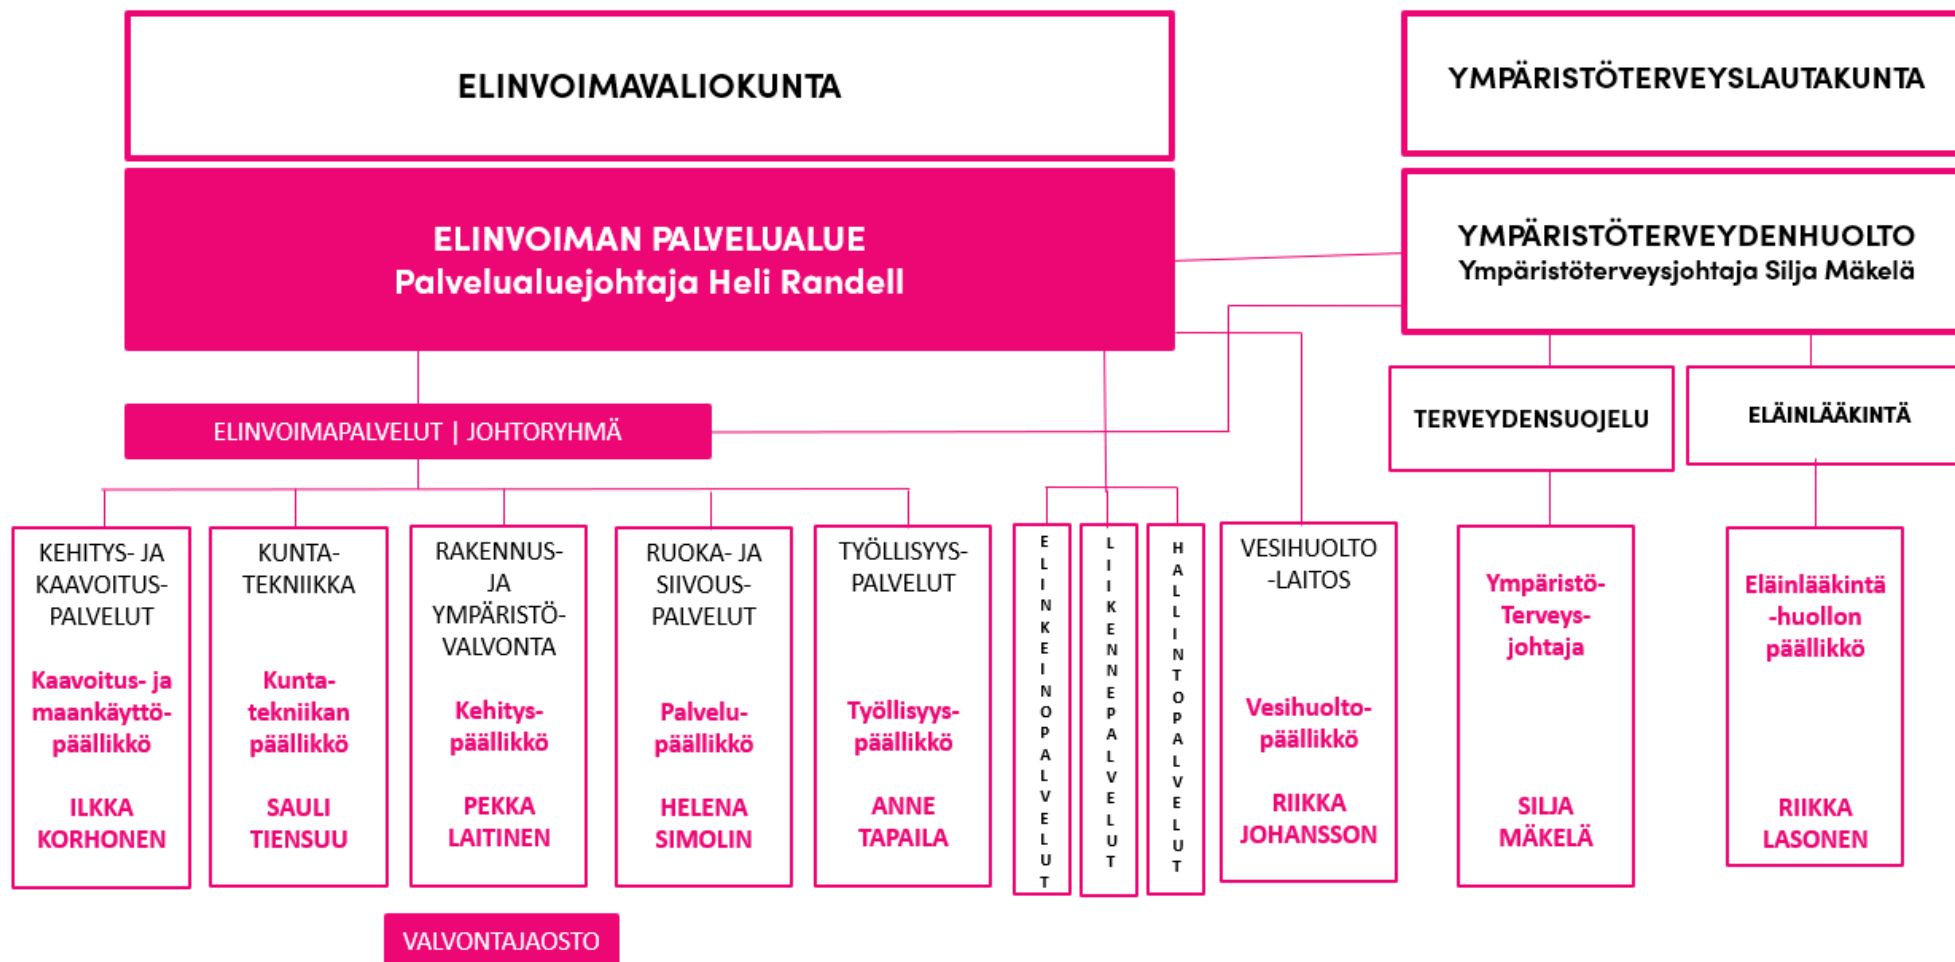 ELINVOIMAVALIOKUNTA
YMPÄRISTÖTERVEYSLAUTAKUNTA
ELINVOIMAN PALVELUALUE
Palvelualuejohtaja Heli Randell
YMPÄRISTÖTERVEYDENHUOLTO
Ympäristöterveysjohtaja Silja Mäkelä
ELINVOIMAPALVELUT | JOHTORYHMÄ
TERVEYDENSUOJELU
ELÄINLÄÄKINTÄ
KEHITYS- JA
KAAVOITUS-
PALVELUT
Kaavoitus- ja
maankäyttö-
päällikkö
ILKKA
KORHONEN
KUNTA-
TEKNIIKKA
Kunta-
tekniikan
päällikkö
SAULI
TIENSUU
RAKENNUS-
JA
YMPÄRISTÖ-
VALVONTA
Kehitys-
päällikkö
PEKKA
LAITINEN
RUOKA- JA
SIIVOUS-
PALVELUT
Palvelu-
päällikkö
HELENA
SIMOLIN
TYÖLLISYYS-
PALVELUT
Työllisyys-
päällikkö
ANNE
TAPAILA
ELINKEINOPALVELUT
LIIKENNEPALVELUT
HALLINTOPALVELUT
VESIHUOLTO
-LAITOS
Vesihuolto-
päällikkö
RIIKKA
JOHANSSON
Ympäristö-
Terveys-
johtaja
SILJA
MÄKELÄ
Eläinlääkintä
-huollon
päällikkö
RIIKKA
LASONEN
VALVONTAJAOSTO